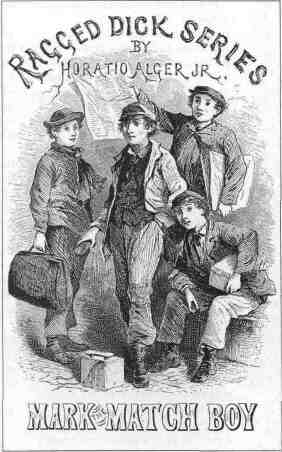 RAGGED DICK SERIES
BY
HORATIO ALGER JR.
MARK THE MATCH BOY